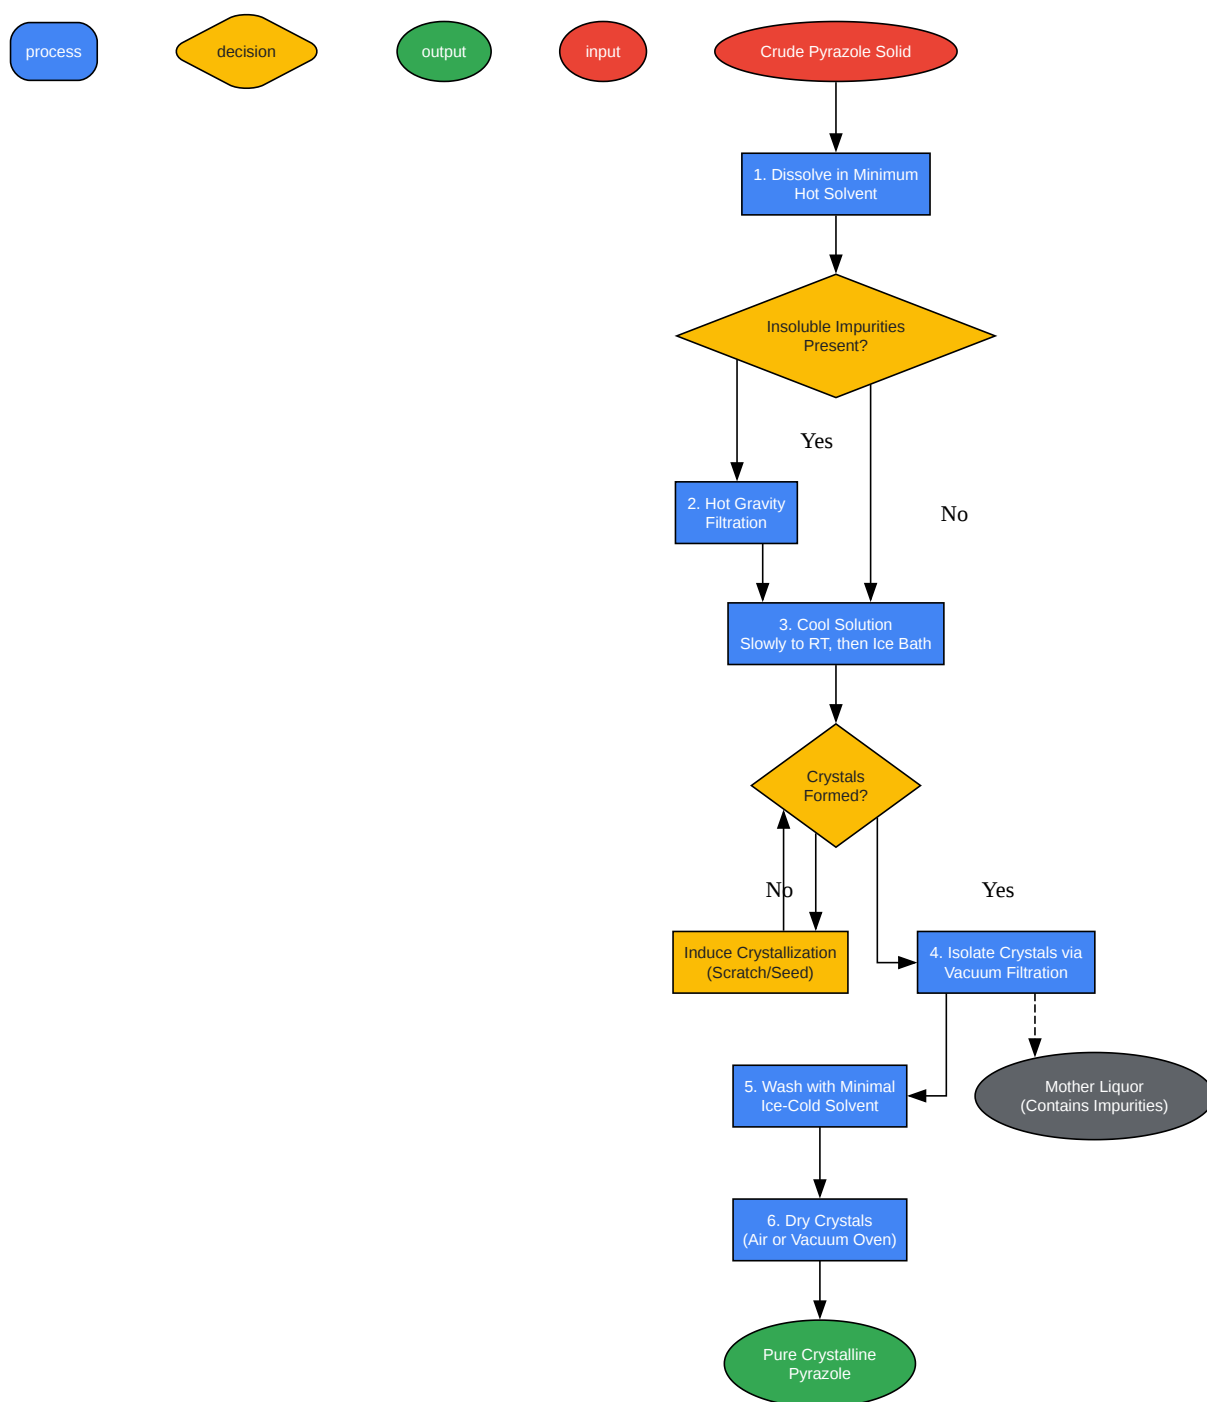 process
decision
output
input
Crude Pyrazole Solid
1. Dissolve in Minimum
Hot Solvent
Insoluble Impurities
Present?
Yes
2. Hot Gravity
Filtration
No
3. Cool Solution
Slowly to RT, then Ice Bath
Crystals
Formed?
No
Yes
Induce Crystallization
(Scratch/Seed)
4. Isolate Crystals via
Vacuum Filtration
5. Wash with Minimal
Ice-Cold Solvent
Mother Liquor
(Contains Impurities)
6. Dry Crystals
(Air or Vacuum Oven)
Pure Crystalline
Pyrazole